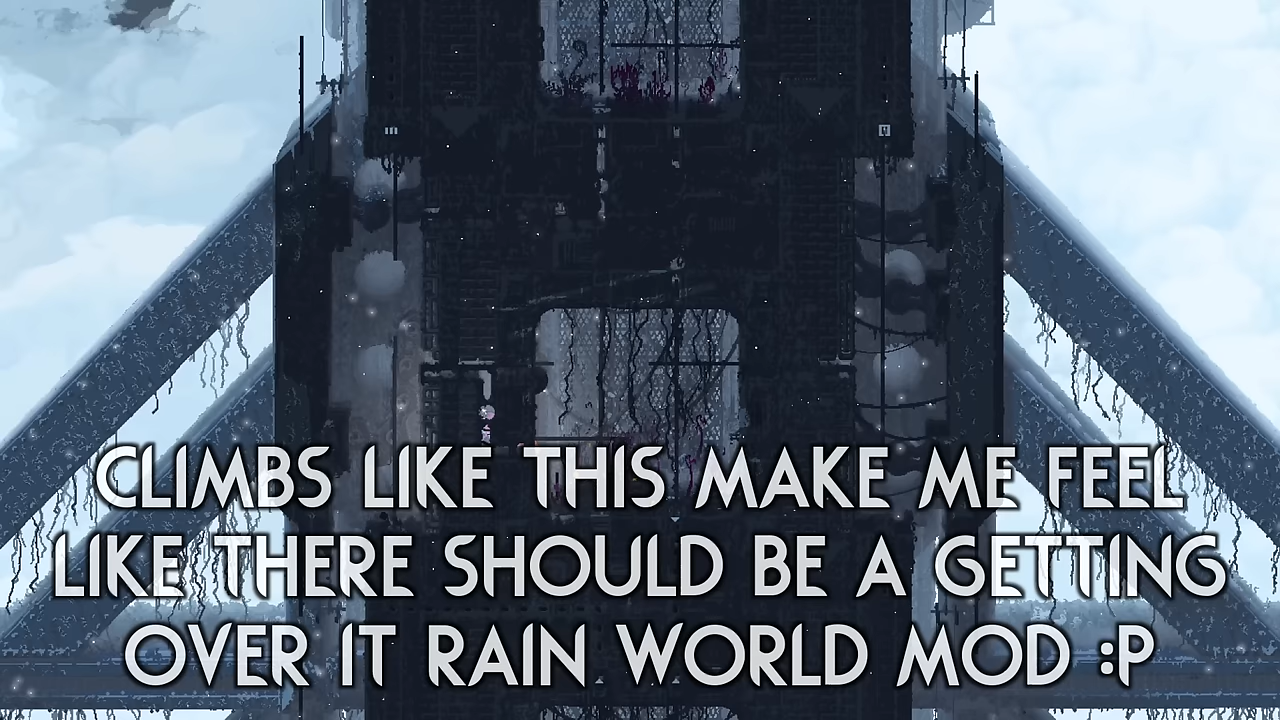 CLIMBS LIKE THIS MAKE ME FEEL
LIKE THERE SHOULD BE A GETTING
OVER IT RAIN WORLD MOD :P